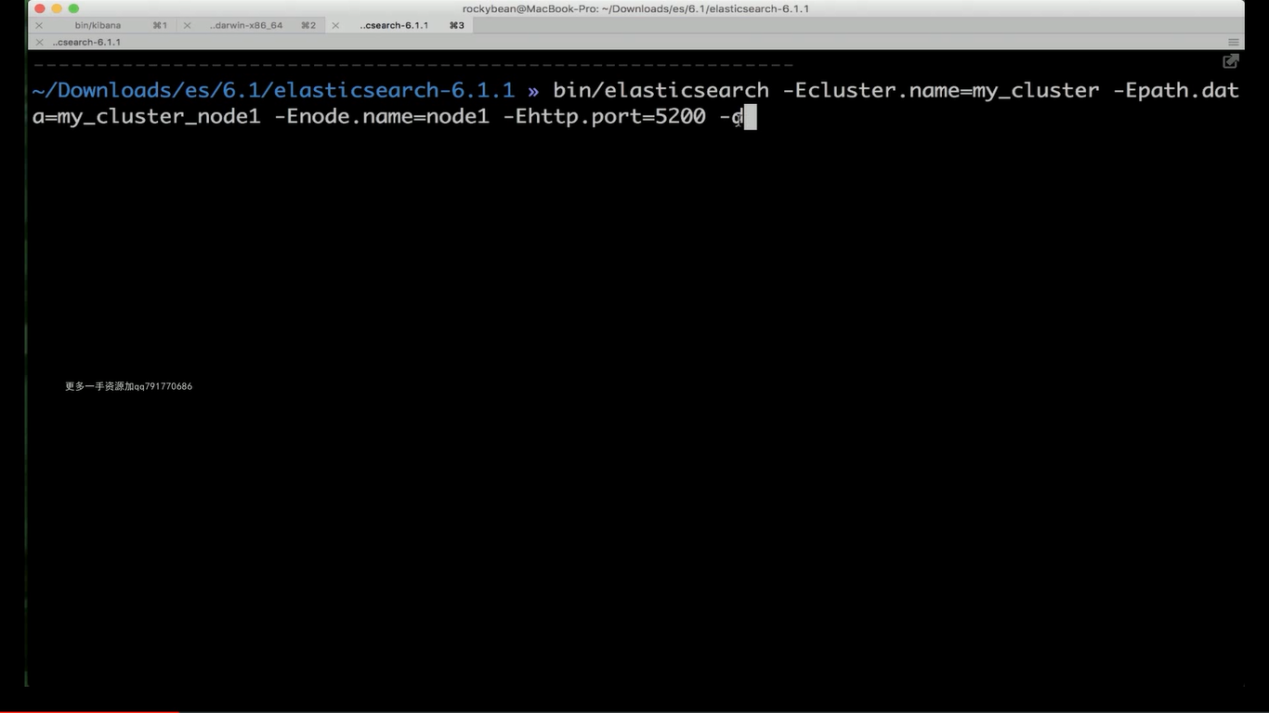 rockybean@MacBook-Pro: ~/Downloads/es/6.1/elasticsearch-6.1.1
bin/kibana ⌘1 ..darwin-x86_64 ⌘2 ..csearch-6.1.1 ⌘3
..csearch-6.1.1
~/Downloads/es/6.1/elasticsearch-6.1.1 » bin/elasticsearch -Ecluster.name=my_cluster -Epath.dat
a=my_cluster_node1 -Enode.name=node1 -Ehttp.port=5200 -d
更多一手资源加qq791770686